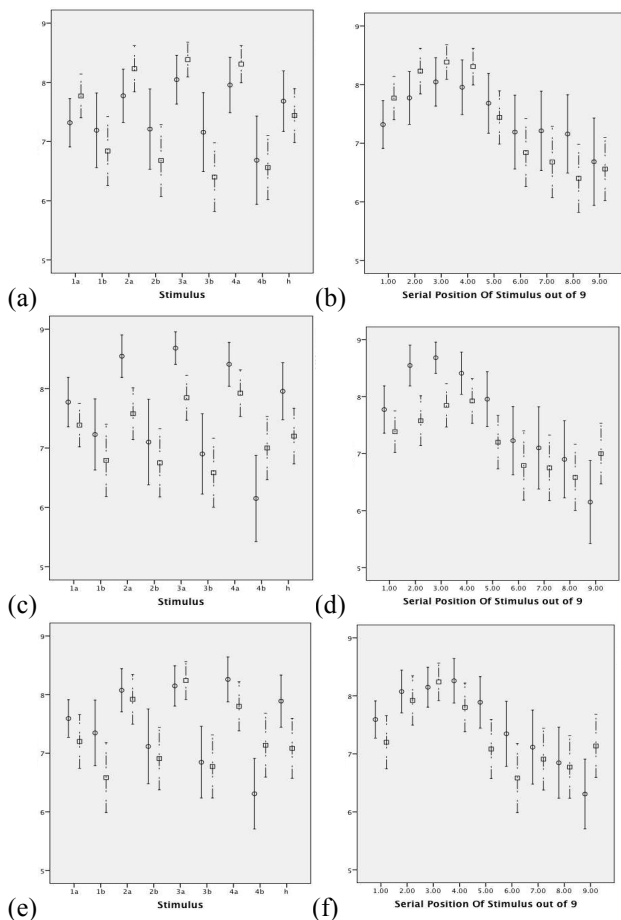 9
8
7
6
5
1a 1b 2a 2b 3a 3b 4a 4b h
Stimulus
(a)
9
8
7
6
5
1.00 2.00 3.00 4.00 5.00 6.00 7.00 8.00 9.00
Serial Position Of Stimulus out of 9
(b)
9
8
7
6
5
1a 1b 2a 2b 3a 3b 4a 4b h
Stimulus
(c)
9
8
7
6
5
1.00 2.00 3.00 4.00 5.00 6.00 7.00 8.00 9.00
Serial Position Of Stimulus out of 9
(d)
9
8
7
6
5
1a 1b 2a 2b 3a 3b 4a 4b h
Stimulus
(e)
9
8
7
6
5
1.00 2.00 3.00 4.00 5.00 6.00 7.00 8.00 9.00
Serial Position Of Stimulus out of 9
(f)